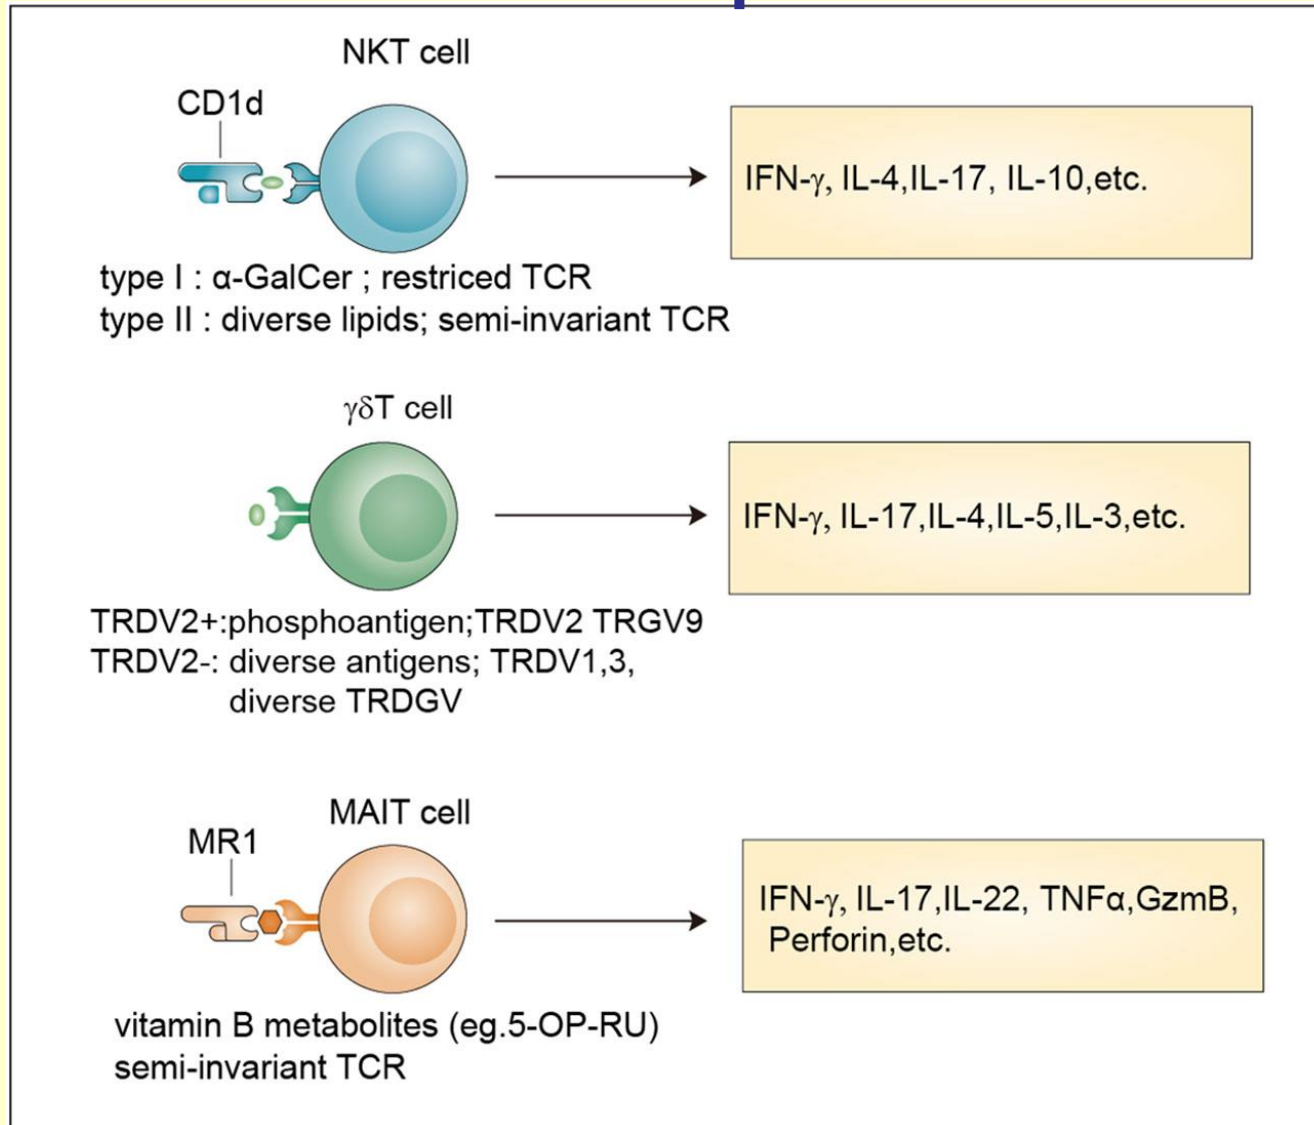 NKT cell
CD1d
IFN-γ, IL-4,IL-17, IL-10,etc.
type I : α-GalCer ; restriced TCR
type II : diverse lipids; semi-invariant TCR
γδT cell
IFN-γ, IL-17,IL-4,IL-5,IL-3,etc.
TRDV2+:phosphoantigen;TRDV2 TRGV9
TRDV2-: diverse antigens; TRDV1,3,
diverse TRDGV
MAIT cell
MR1
IFN-γ, IL-17,IL-22, TNFα,GzmB,
Perforin,etc.
vitamin B metabolites (eg.5-OP-RU)
semi-invariant TCR